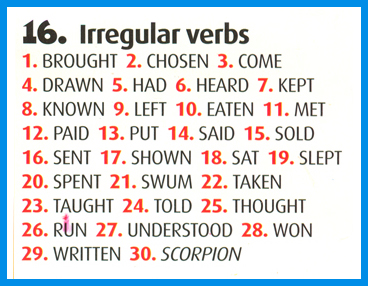 16. Irregular verbs
1. BROUGHT 2. CHOSEN 3. COME
4. DRAWN 5. HAD 6. HEARD 7. KEPT
8. KNOWN 9. LEFT 10. EATEN 11. MET
12. PAID 13. PUT 14. SAID 15. SOLD
16. SENT 17. SHOWN 18. SAT 19. SLEPT
20. SPENT 21. SWUM 22. TAKEN
23. TAUGHT 24. TOLD 25. THOUGHT
26. RUN 27. UNDERSTOOD 28. WON
29. WRITTEN 30. SCORPION